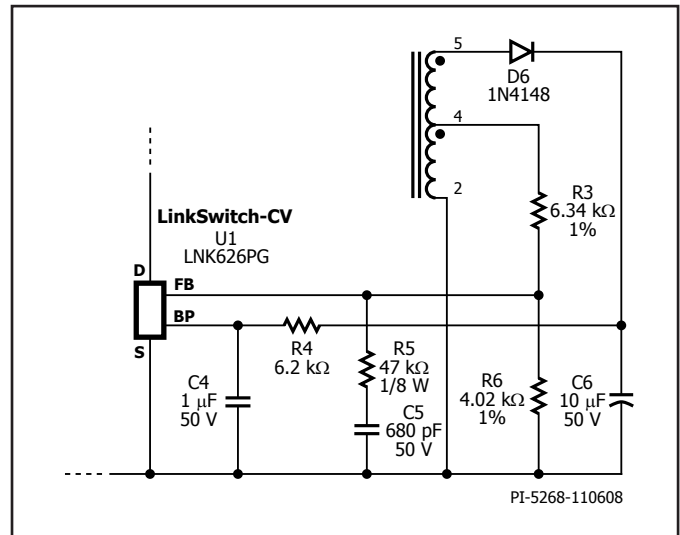 5
D6
1N4148
4
2
R3
6.34 kΩ
1%
LinkSwitch-CV
U1
LNK626PG
D
FB
BP
S
R4
6.2 kΩ
R5
47 kΩ
1/8 W
C4
1 μF
50 V
C5
680 pF
50 V
R6
4.02 kΩ
1%
C6
10 μF
50 V
PI-5268-110608